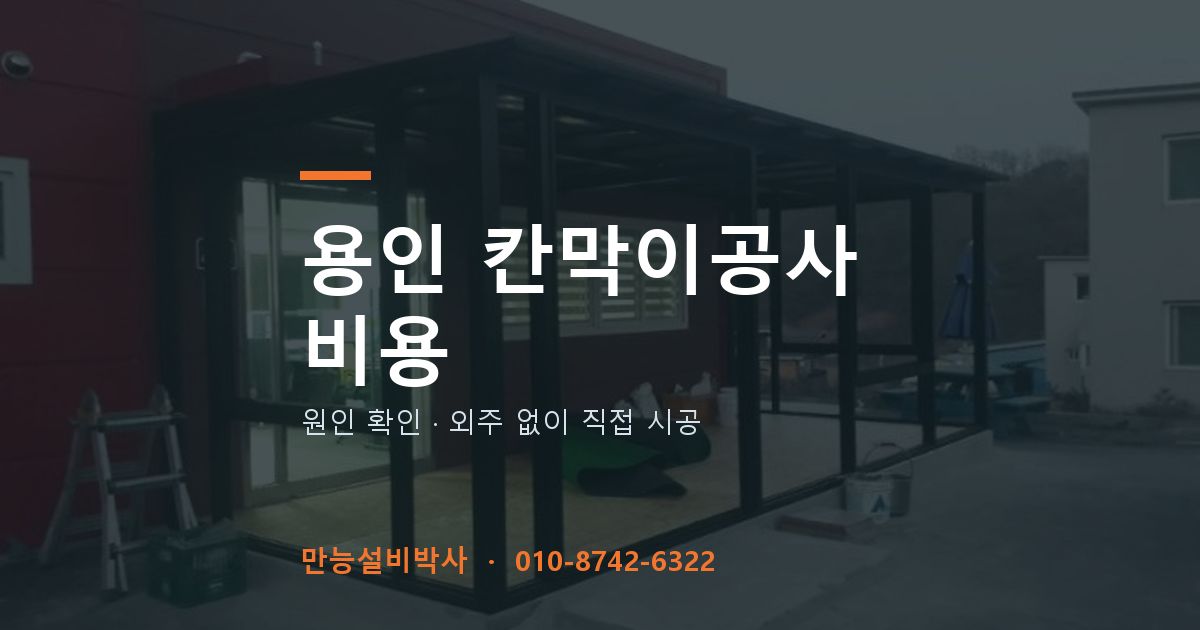 용인 칸막이공사
비용
원인 확인 · 외주 없이 직접 시공
만능설비박사 · 010-8742-6322